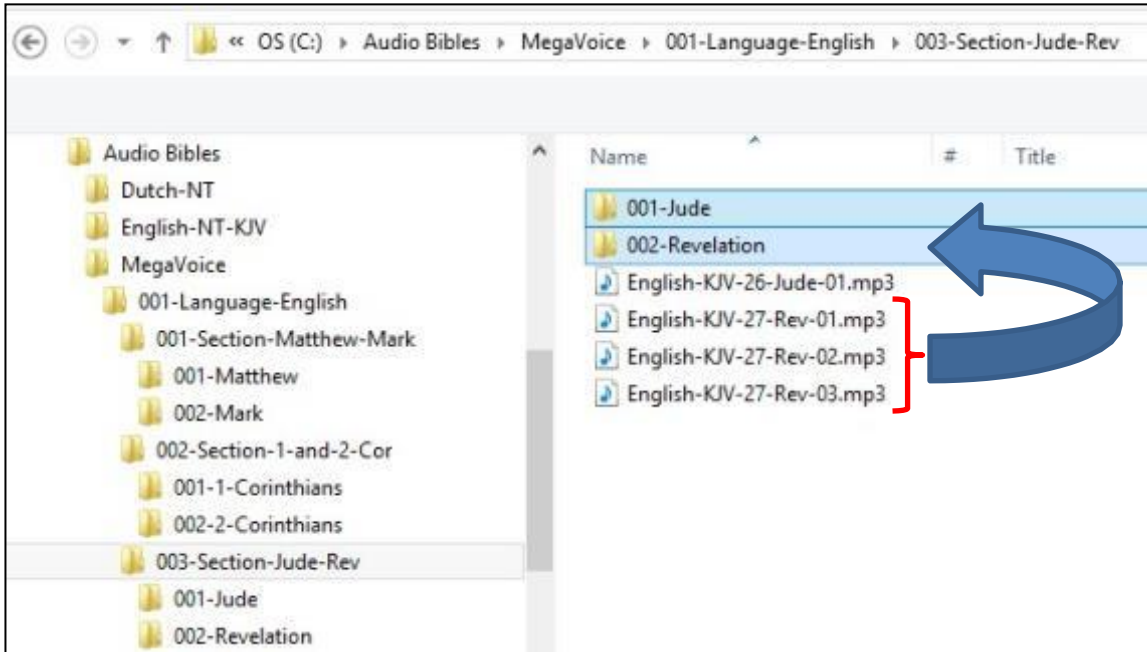 « OS (C:) ▸ Audio Bibles ▸ MegaVoice ▸ 001-Language-English ▸ 003-Section-Jude-Rev
Audio Bibles
Dutch-NT
English-NT-KJV
MegaVoice
001-Language-English
001-Section-Matthew-Mark
001-Matthew
002-Mark
002-Section-1-and-2-Cor
001-1-Corinthians
002-2-Corinthians
003-Section-Jude-Rev
001-Jude
002-Revelation
Name # Title
001-Jude
002-Revelation
English-KJV-26-Jude-01.mp3
English-KJV-27-Rev-01.mp3
English-KJV-27-Rev-02.mp3
English-KJV-27-Rev-03.mp3